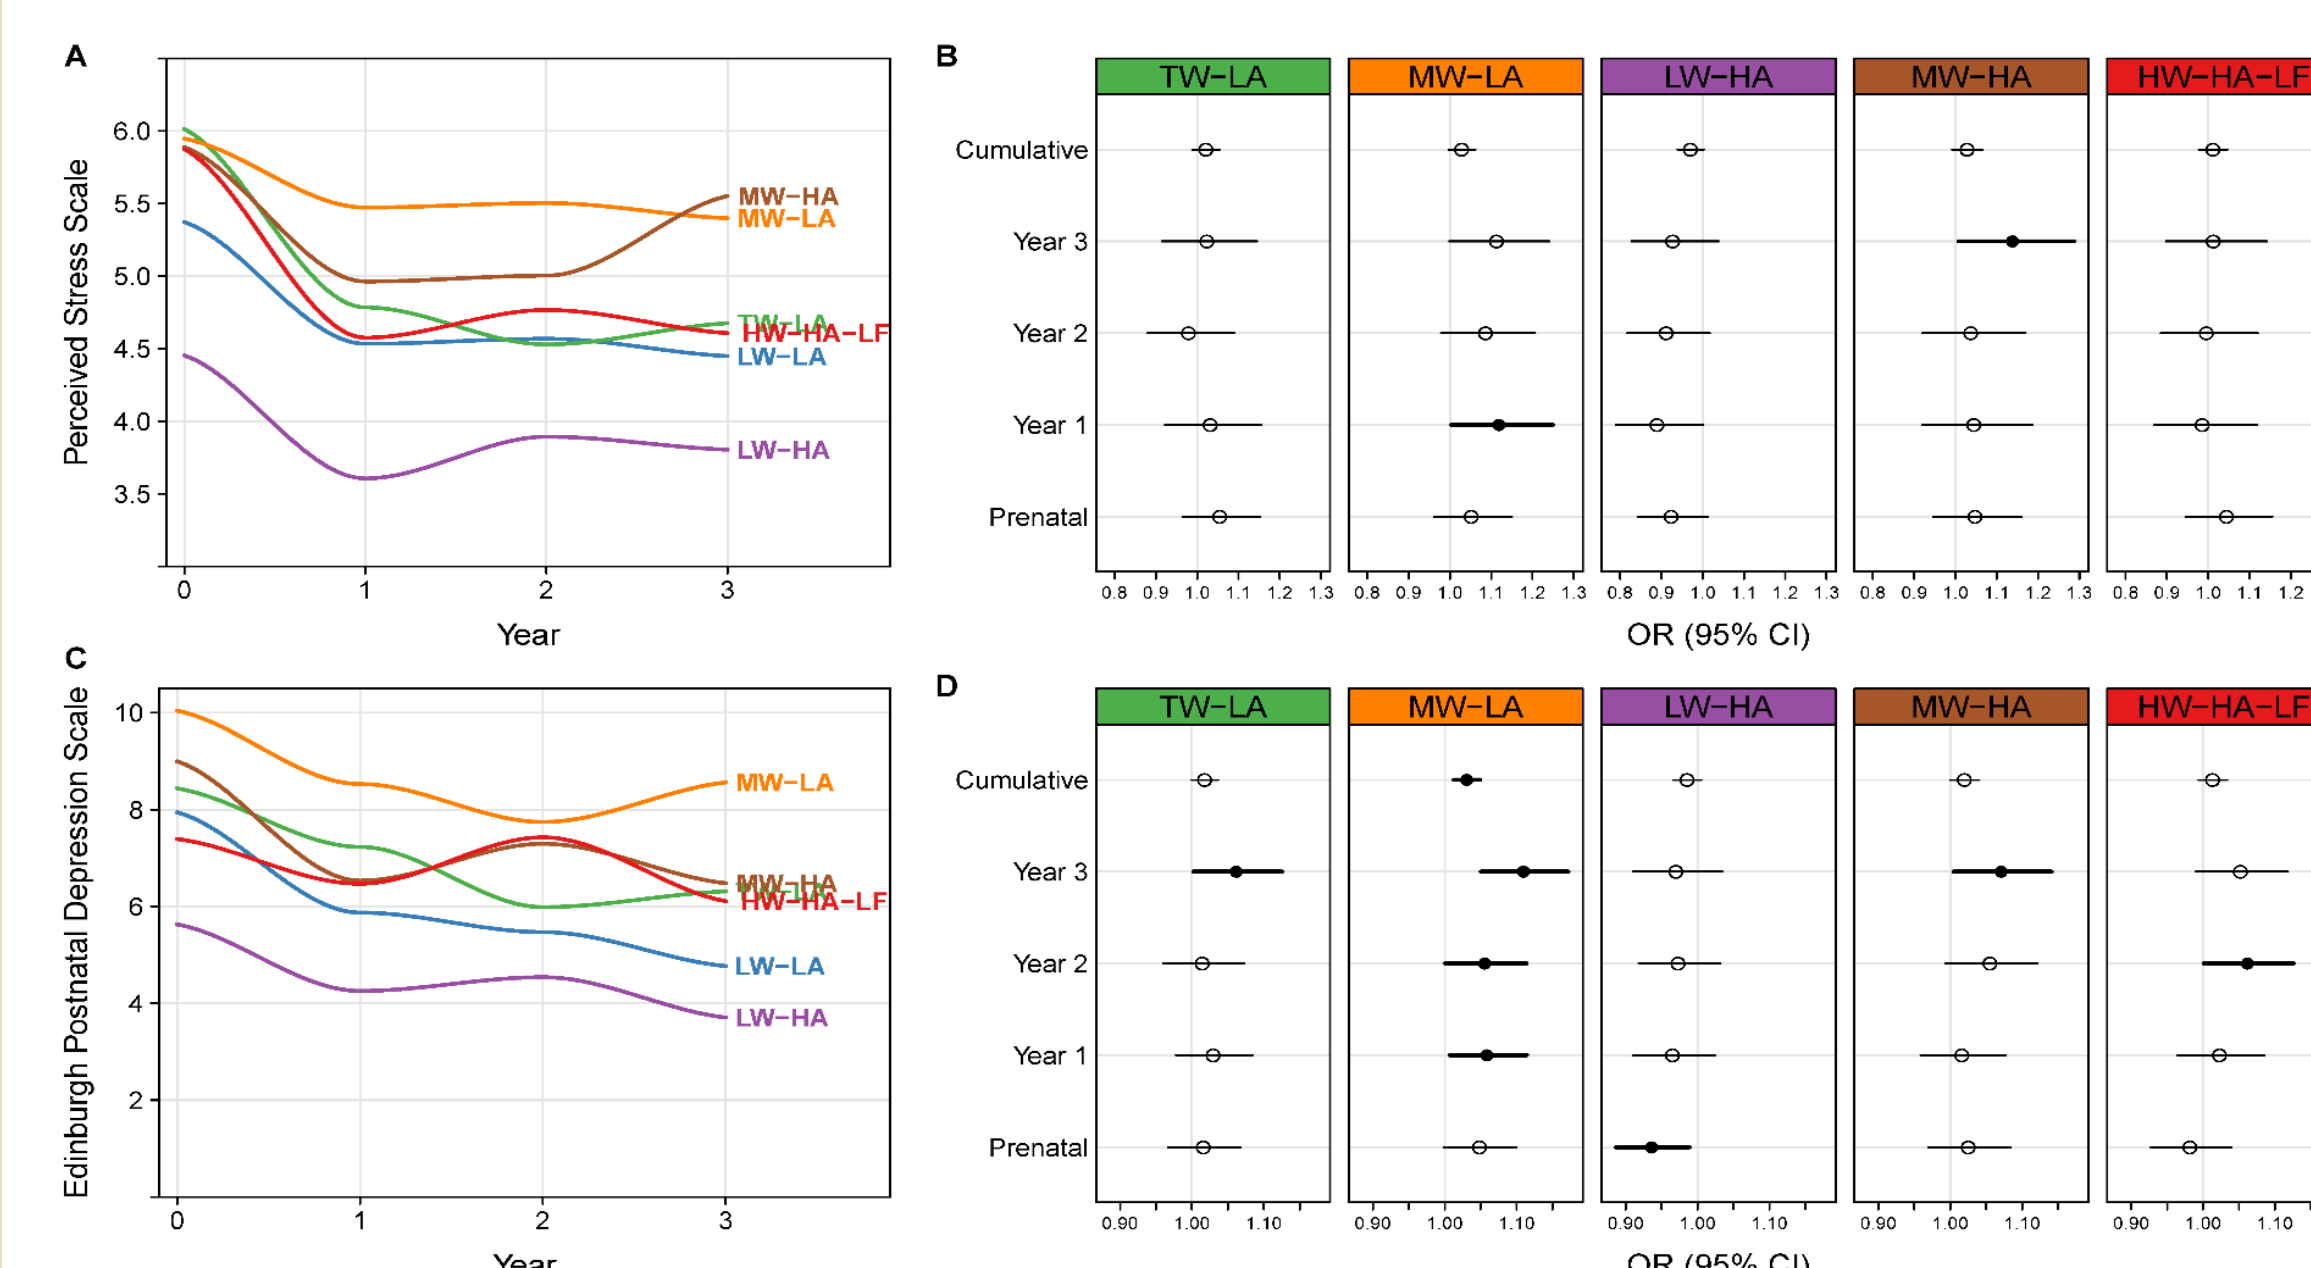 A
Perceived Stress Scale
6.0
5.5
5.0
4.5
4.0
3.5
MW−HA
MW−LA
TW−LA
HW−HA−LF
LW−LA
LW−HA
0 1 2 3
Year
B
TW−LA MW−LA LW−HA MW−HA HW−HA−LF
Cumulative
Year 3
Year 2
Year 1
Prenatal
0.8 0.9 1.0 1.1 1.2 1.3 0.8 0.9 1.0 1.1 1.2 1.3 0.8 0.9 1.0 1.1 1.2 1.3 0.8 0.9 1.0 1.1 1.2 1.3 0.8 0.9 1.0 1.1 1.2
OR (95% CI)
C
Edinburgh Postnatal Depression Scale
10
8
6
4
2
MW−LA
MW−HA
TW−LA
HW−HA−LF
LW−LA
LW−HA
0 1 2 3
Year
D
TW−LA MW−LA LW−HA MW−HA HW−HA−LF
Cumulative
Year 3
Year 2
Year 1
Prenatal
0.90 1.00 1.10 0.90 1.00 1.10 0.90 1.00 1.10 0.90 1.00 1.10 0.90 1.00 1.10
OR (95% CI)